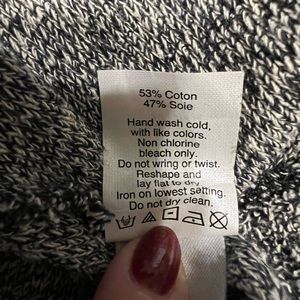 53% Coton
47% Soie
Hand wash cold,
with like colors.
Non chlorine
bleach only.
Do not wring or twist.
Reshape and
lay flat to dry.
Iron on lowest setting.
Do not dry clean.